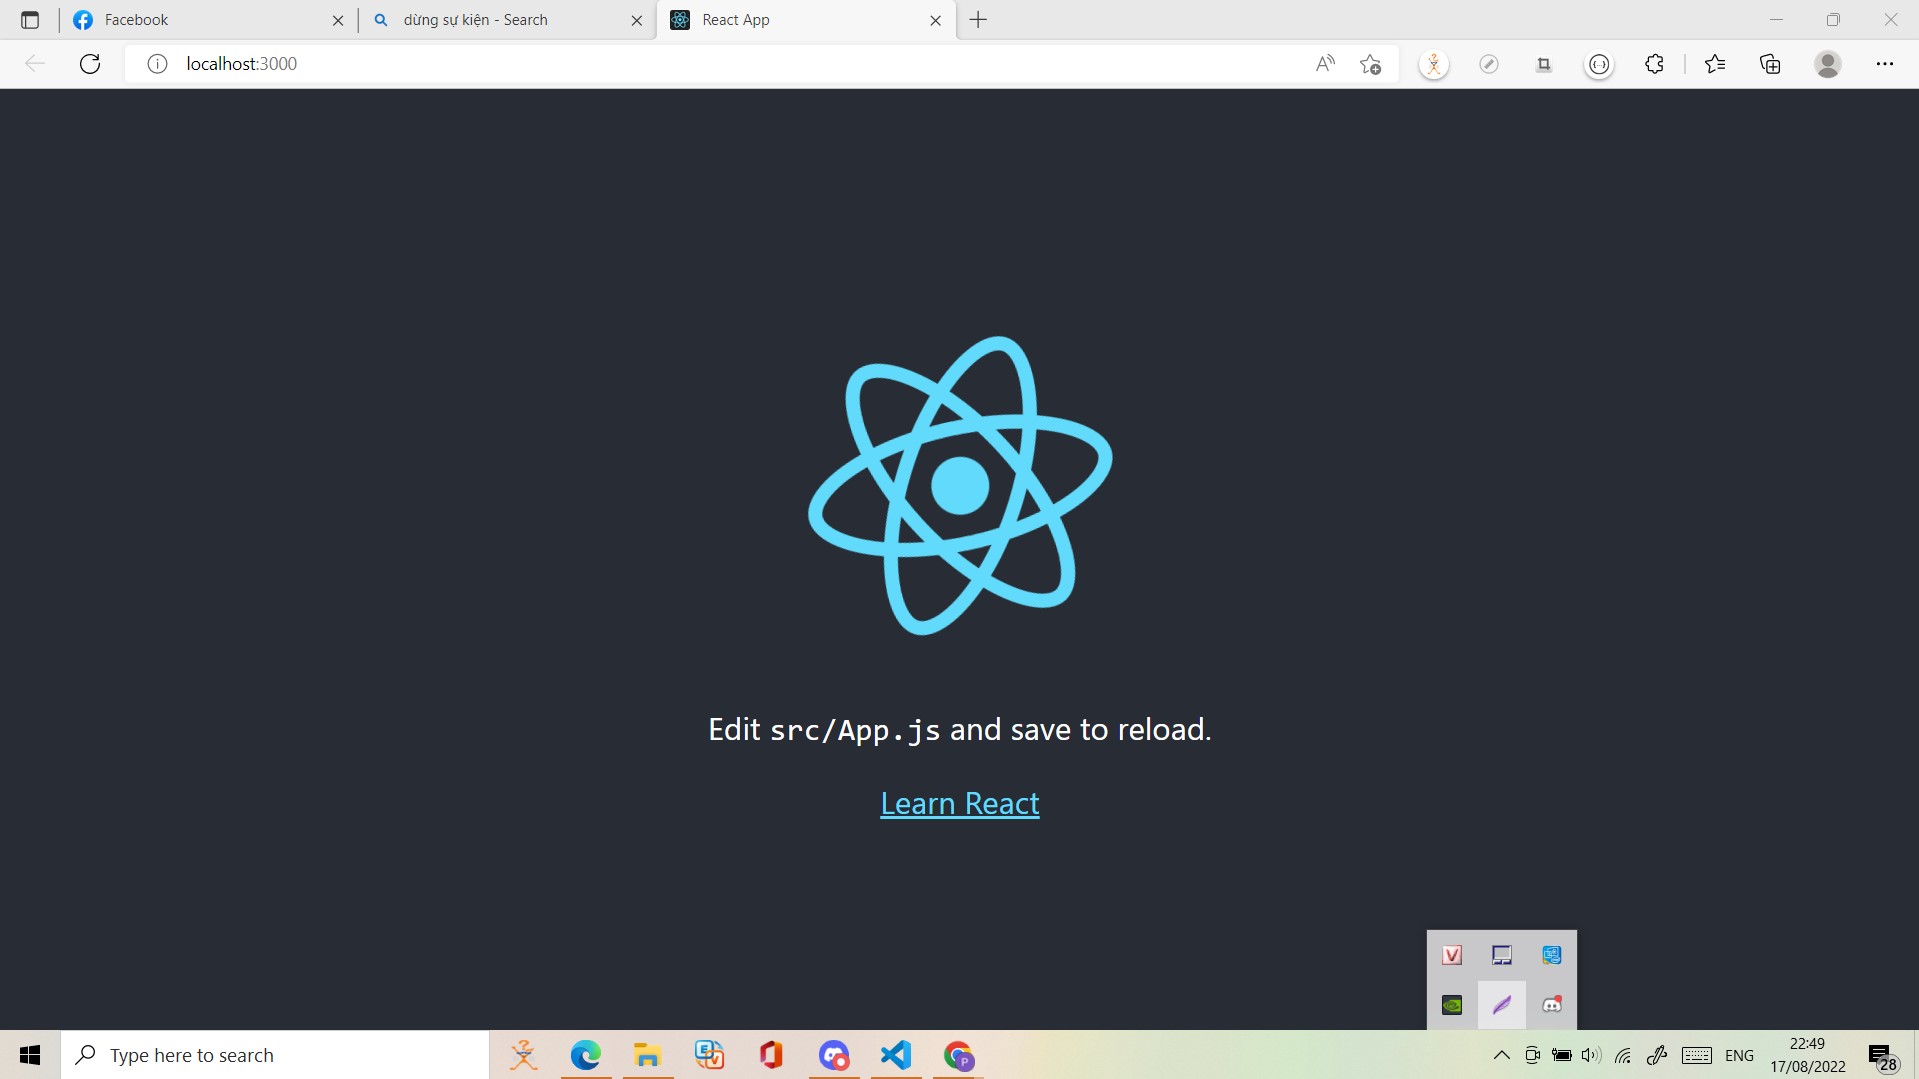 Facebook
dừng sự kiện - Search
React App
localhost:3000
Edit src/App.js and save to reload.
Learn React
Type here to search
ENG
22:49
17/08/2022
28